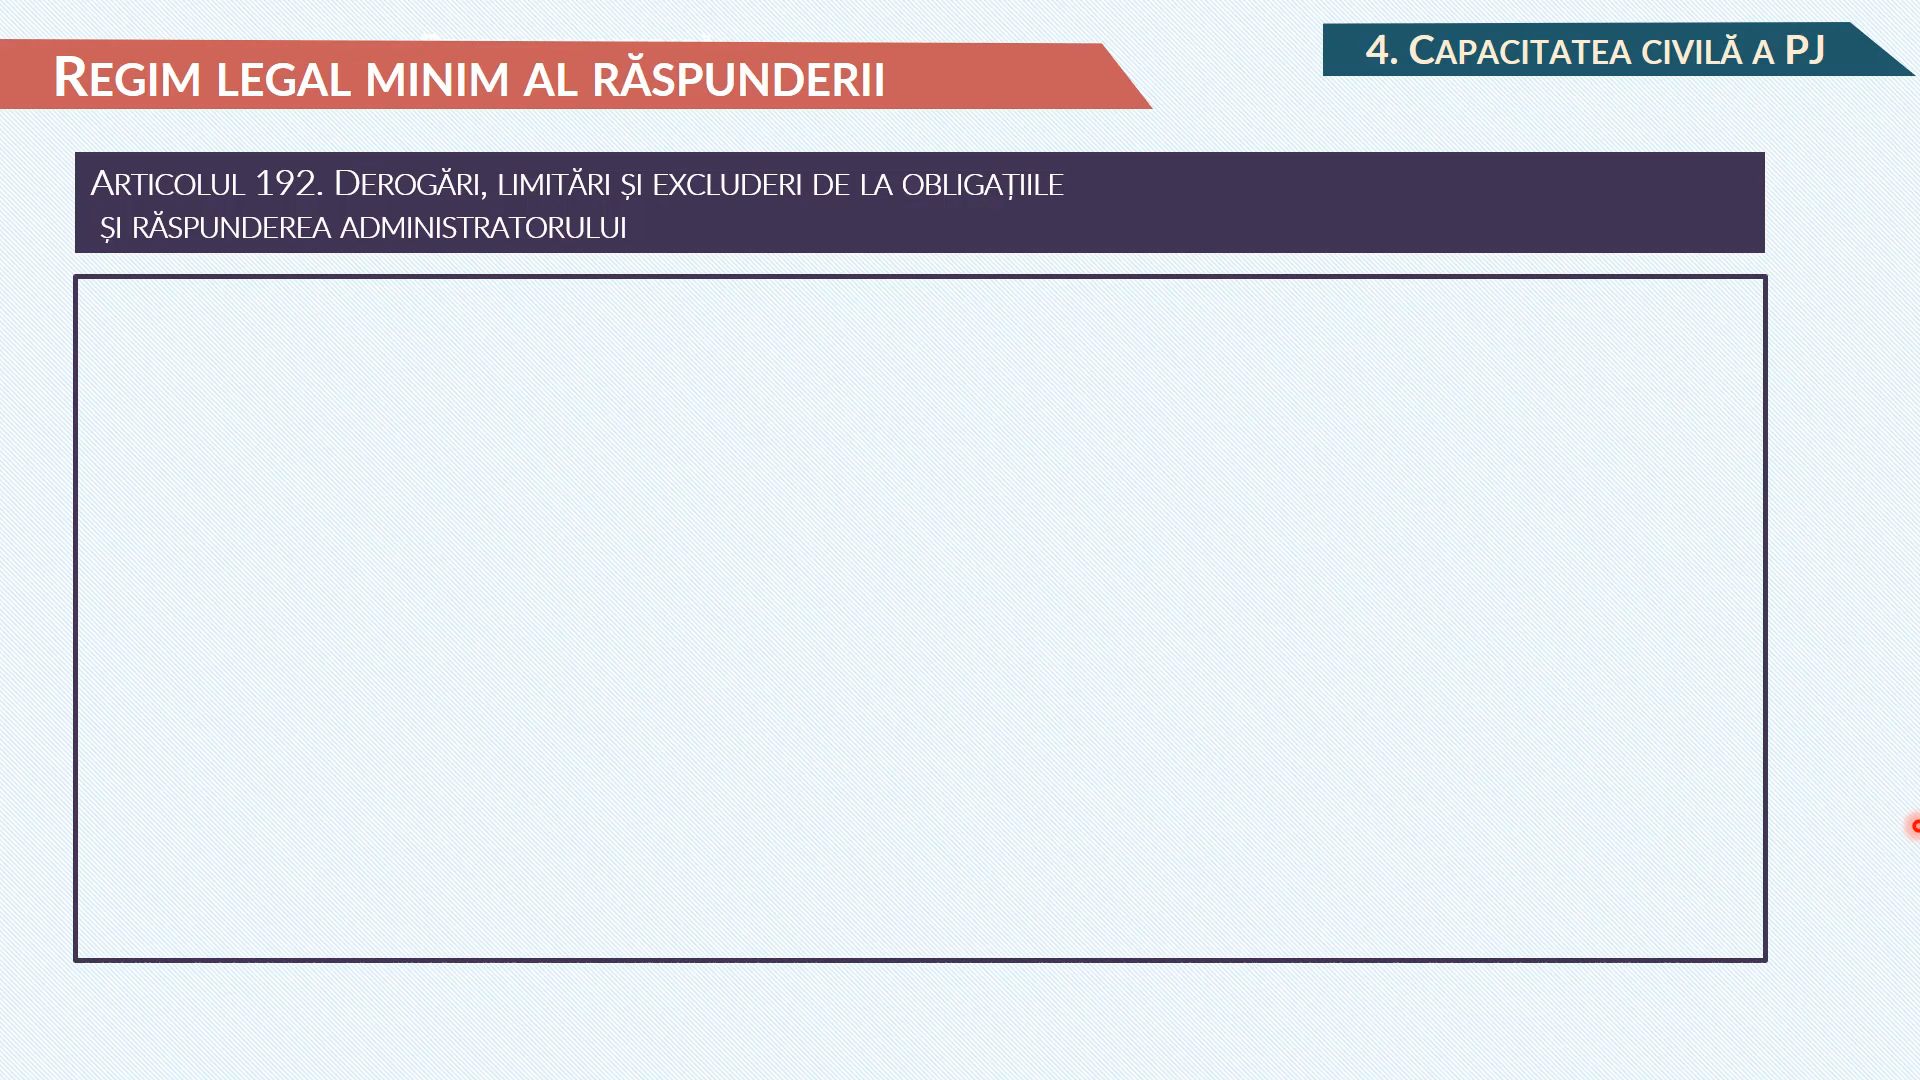 4. Capacitatea civilă a PJ
Regim legal minim al răspunderii
Articolul 192. Derogări, limitări și excluderi de la obligațiile
și răspunderea administratorului